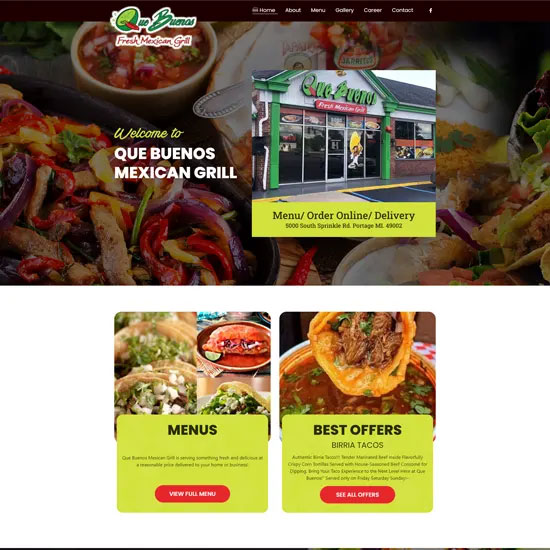 Que Buenos
Fresh Mexican Grill
Home About Menu Gallery Career Contact
Que Buenos
Fresh Mexican Grill
Welcome to
QUE BUENOS
MEXICAN GRILL
Menu/ Order Online/ Delivery
5000 South Sprinkle Rd. Portage MI. 49002
MENUS
Que Buenos Mexican Grill is serving something fresh and delicious at
a reasonable price delivered to your home or business!
VIEW FULL MENU
BEST OFFERS
BIRRIA TACOS
Authentic Birria Tacos!!! Tender Marinated Beef inside Flavorfully
Crispy Corn Tortillas Served with House-Seasoned Beef Consome for
Dipping. Bring Your Taco Experience to the Next Level Here at Que
Buenos!! Served only on Friday Saturday Sunday
SEE ALL OFFERS